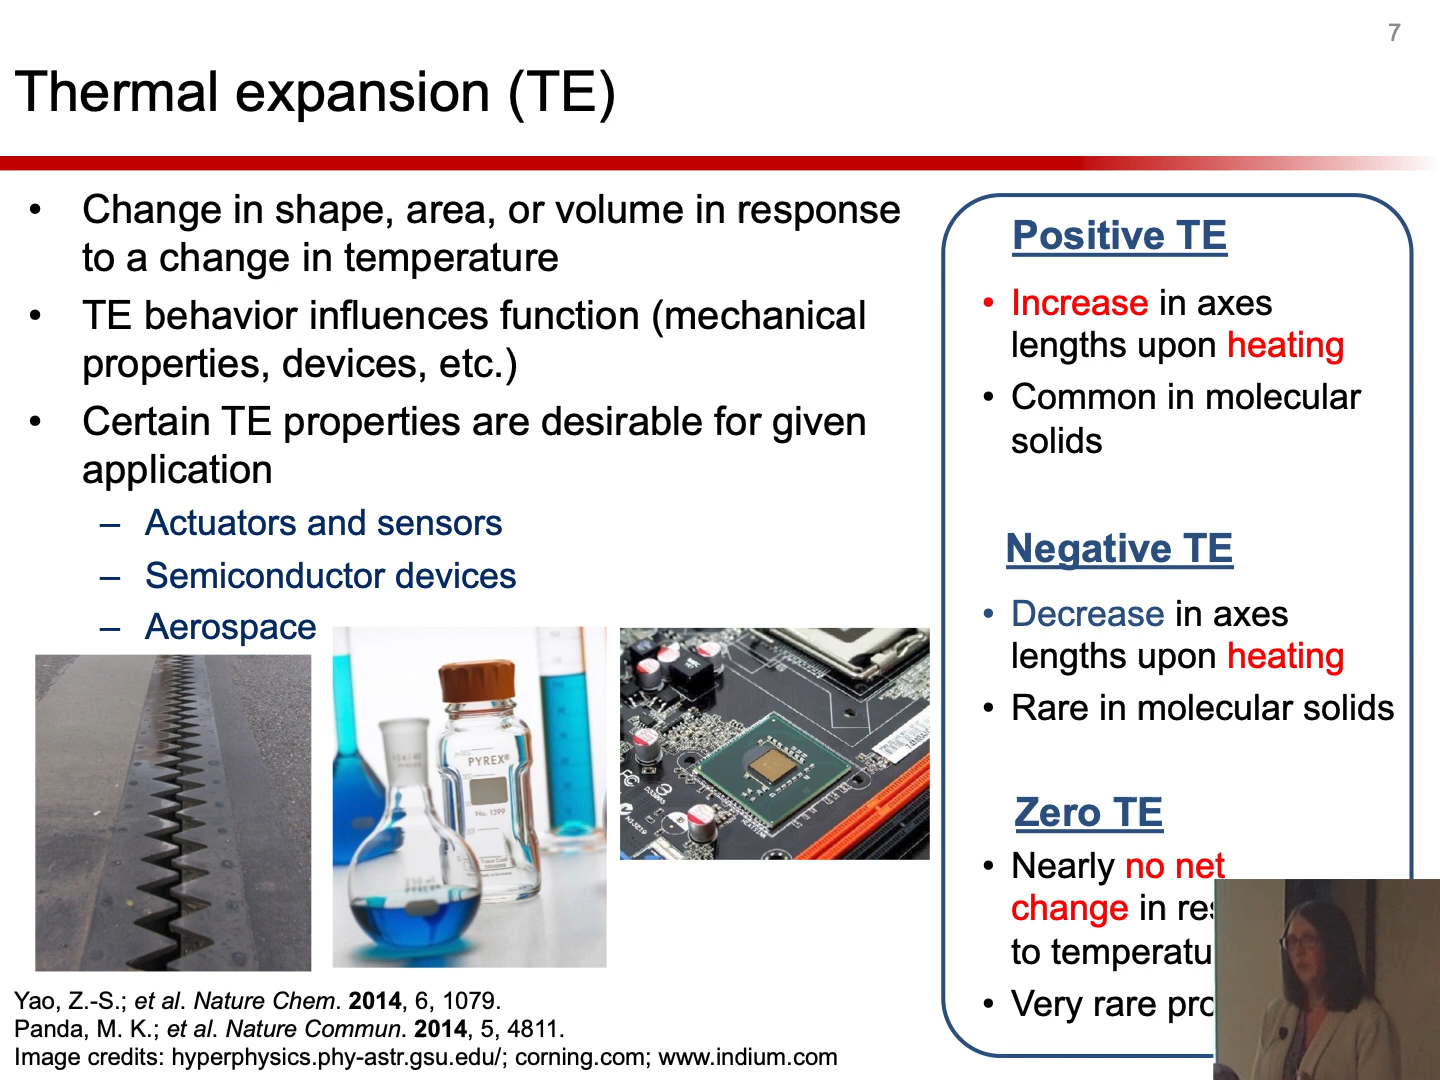 7
Thermal expansion (TE)
• Change in shape, area, or volume in response
to a change in temperature
• TE behavior influences function (mechanical
properties, devices, etc.)
• Certain TE properties are desirable for given
application
– Actuators and sensors
– Semiconductor devices
– Aerospace
PYREX®
No. 1399
Yao, Z.-S.; et al. Nature Chem. 2014, 6, 1079.
Panda, M. K.; et al. Nature Commun. 2014, 5, 4811.
Image credits: hyperphysics.phy-astr.gsu.edu/; corning.com; www.indium.com
Positive TE
• Increase in axes
lengths upon heating
• Common in molecular
solids
Negative TE
• Decrease in axes
lengths upon heating
• Rare in molecular solids
Zero TE
• Nearly no net
change in
to
• Very rare